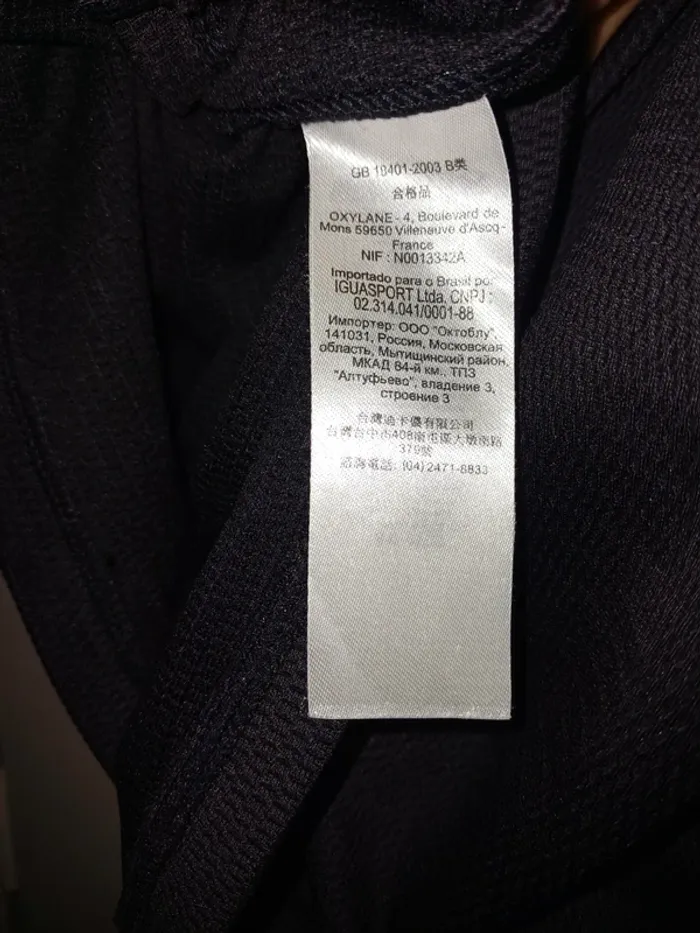 GB 18401-2003 B类
合格品
OXYLANE - 4, Boulevard de
Mons 59650 Villeneuve d'Ascq -
France
NIF : N0013342A
Importado para o Brasil por
IGUASPORT Ltda. CNPJ :
02.314.041/0001-88
Импортер: ООО "Октоблу",
141031, Россия, Московская
область, Мытищинский район,
МКАД 84-й км., ТПЗ
"Алтуфьево", владение 3,
строение 3
台灣迪卡儂有限公司
台灣台中市408南屯區大墩南路
379號
諮詢電話: (04) 2471-8833